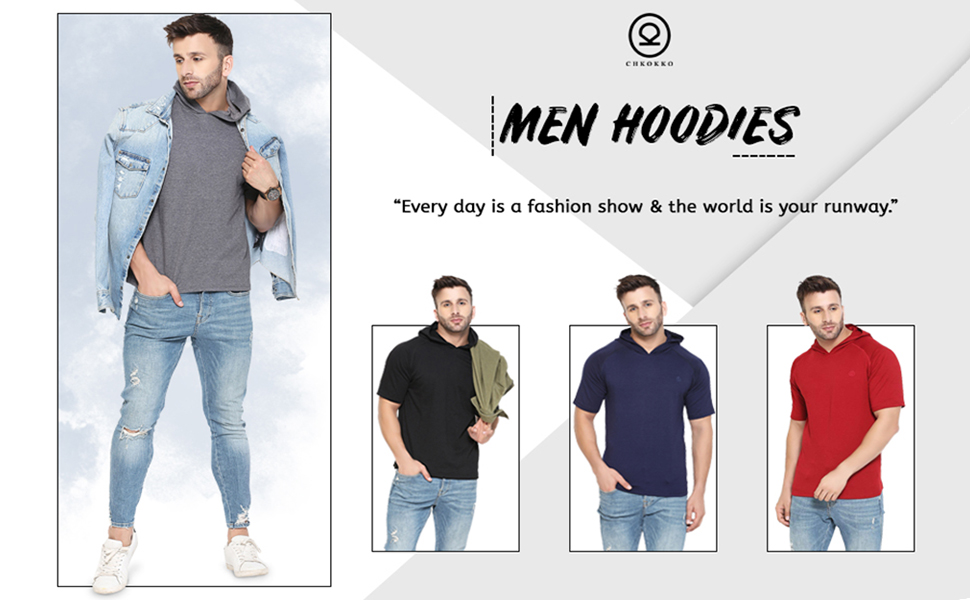 CHKOKKO
MEN HOODIES
“Every day is a fashion show & the world is your runway.”